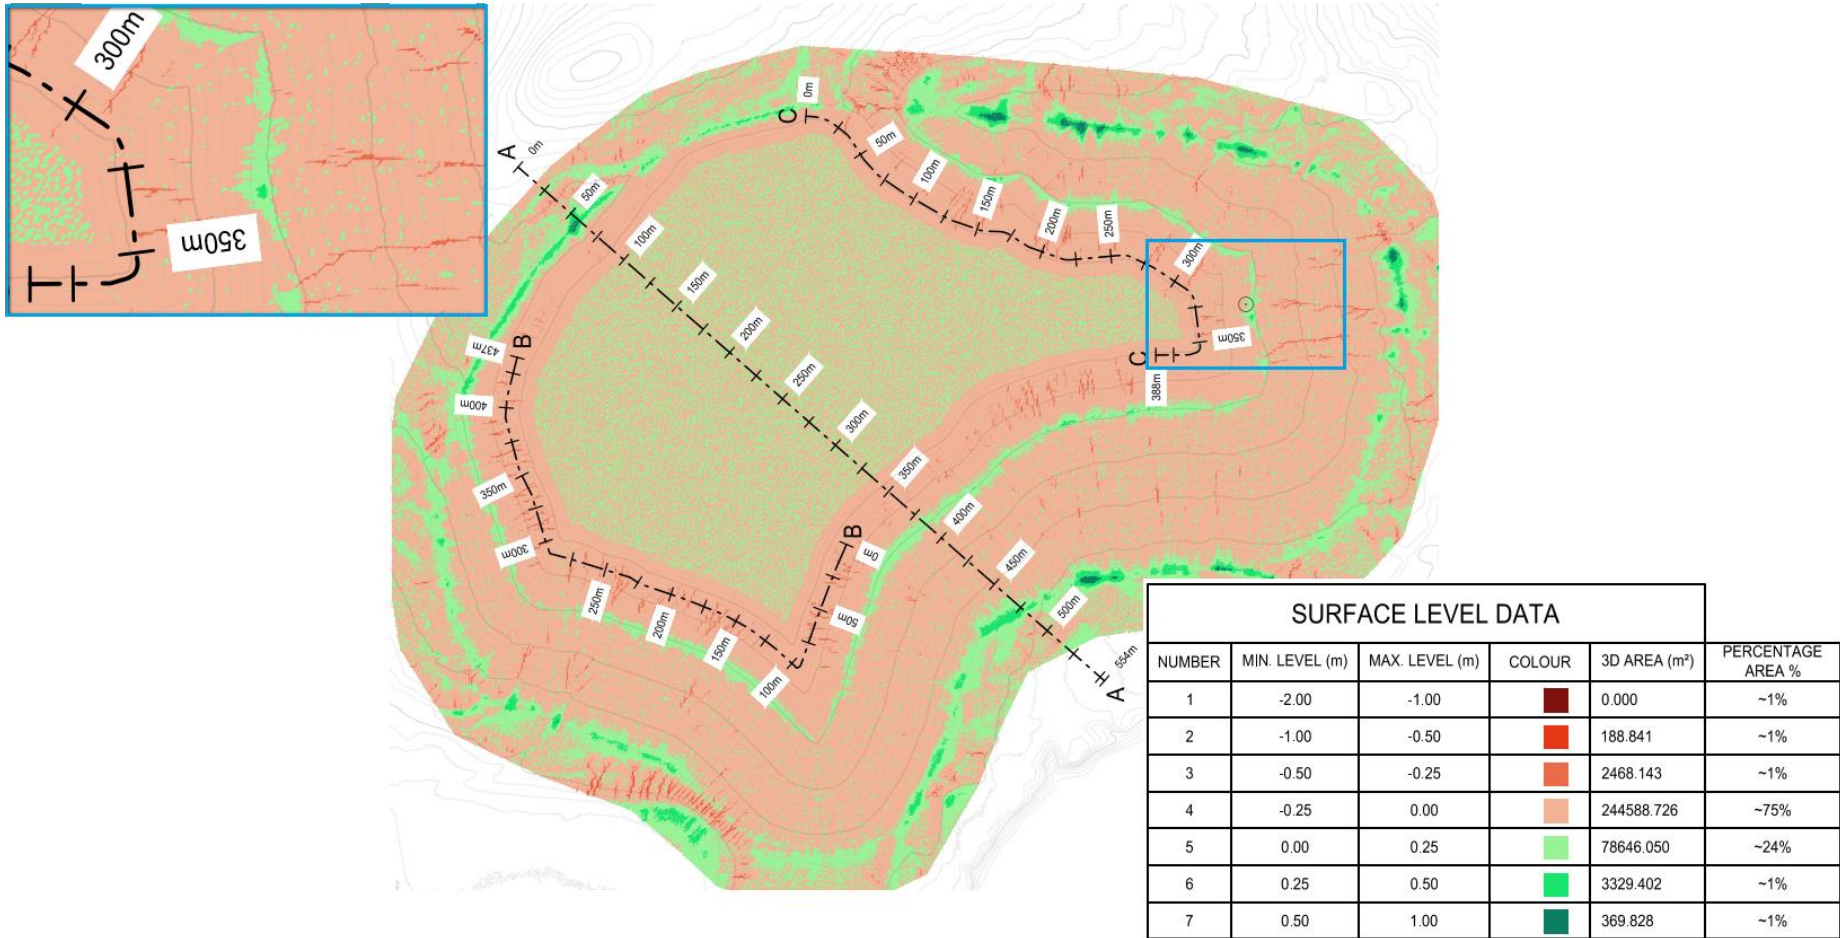 300m
350m
A
0m
50m
100m
150m
200m
250m
300m
350m
400m
450m
500m
554m
A
B
0m
50m
100m
150m
200m
250m
300m
350m
400m
437m
B
C
0m
50m
100m
150m
200m
250m
300m
350m
388m
C
SURFACE LEVEL DATA
NUMBER MIN. LEVEL (m) MAX. LEVEL (m) COLOUR 3D AREA (m²) PERCENTAGE AREA %
1 -2.00 -1.00 0.000 ~1%
2 -1.00 -0.50 188.841 ~1%
3 -0.50 -0.25 2468.143 ~1%
4 -0.25 0.00 244588.726 ~75%
5 0.00 0.25 78646.050 ~24%
6 0.25 0.50 3329.402 ~1%
7 0.50 1.00 369.828 ~1%